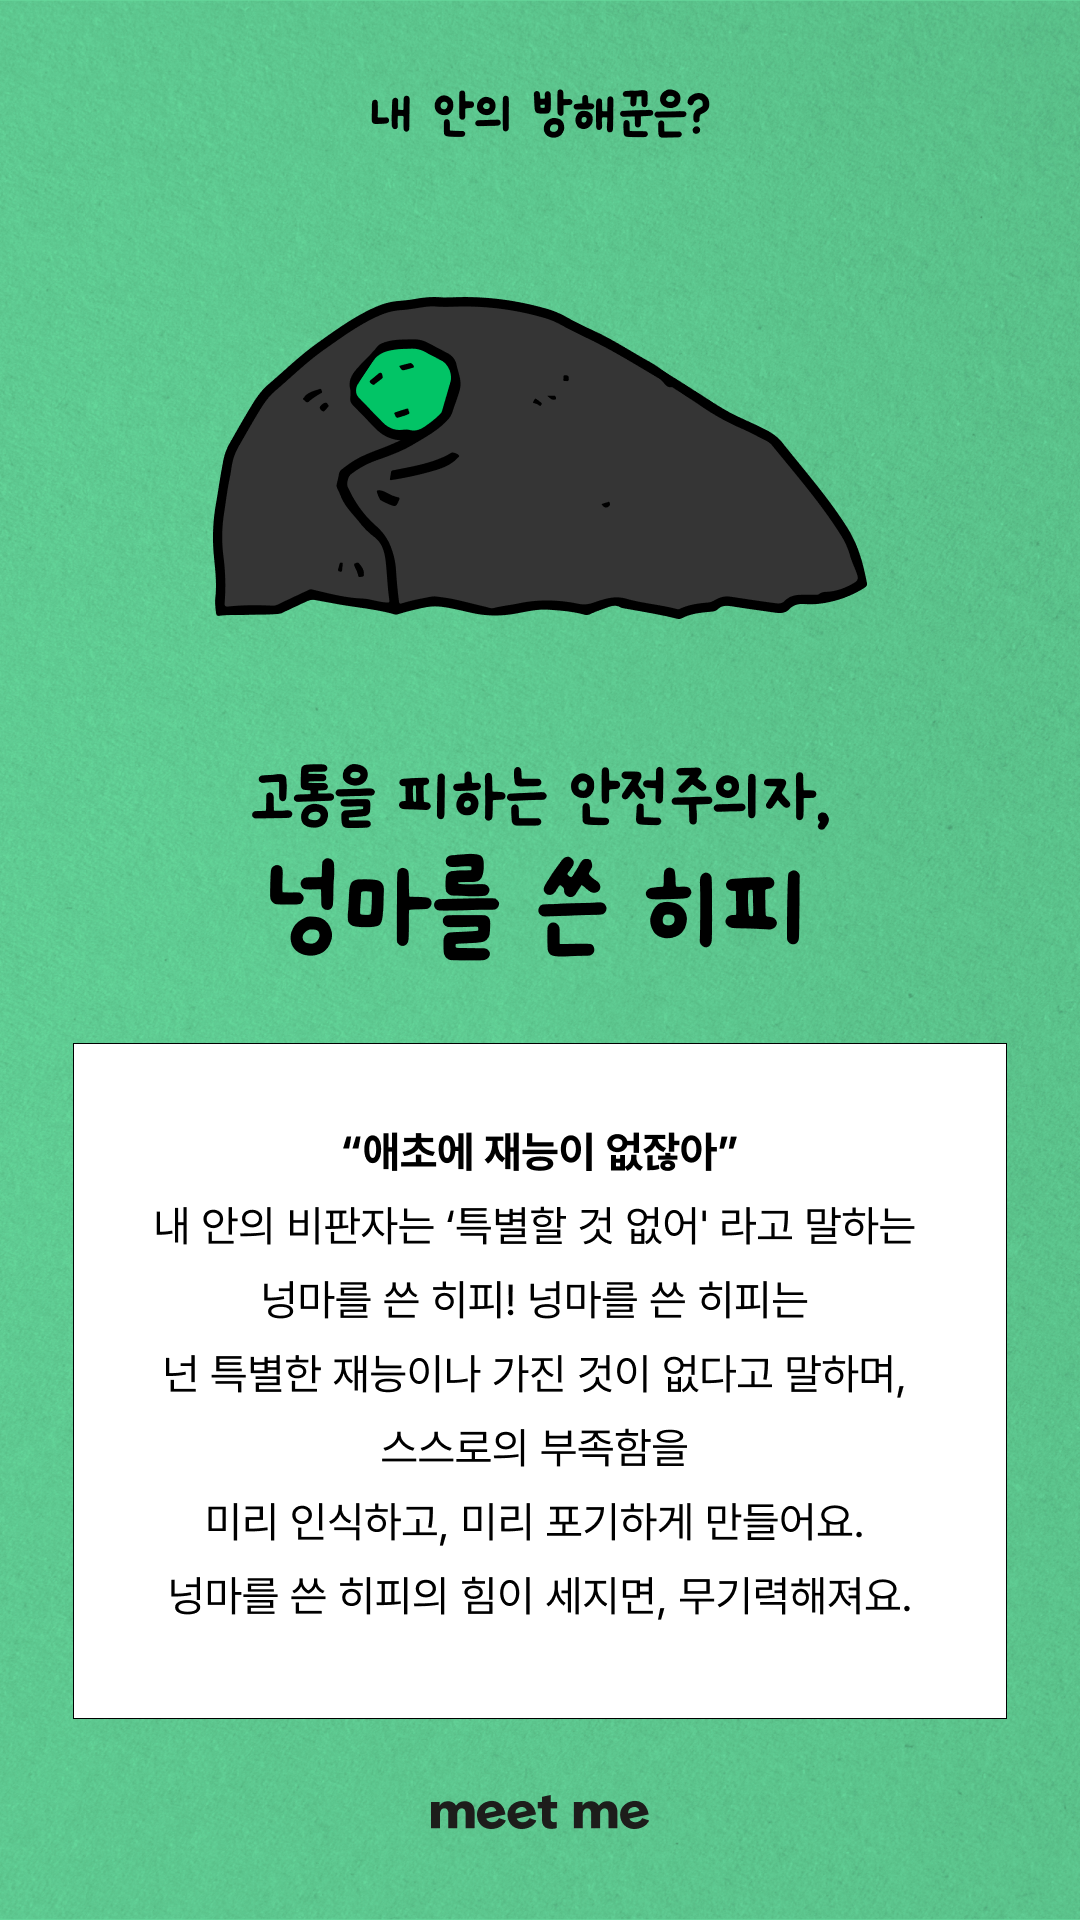 내 안의 방해꾼은?
고통을 피하는 안전주의자,
넝마를 쓴 히피
“애초에 재능이 없잖아”
내 안의 비판자는 ‘특별할 것 없어' 라고 말하는
넝마를 쓴 히피! 넝마를 쓴 히피는
넌 특별한 재능이나 가진 것이 없다고 말하며,
스스로의 부족함을
미리 인식하고, 미리 포기하게 만들어요.
넝마를 쓴 히피의 힘이 세지면, 무기력해져요.
meet me